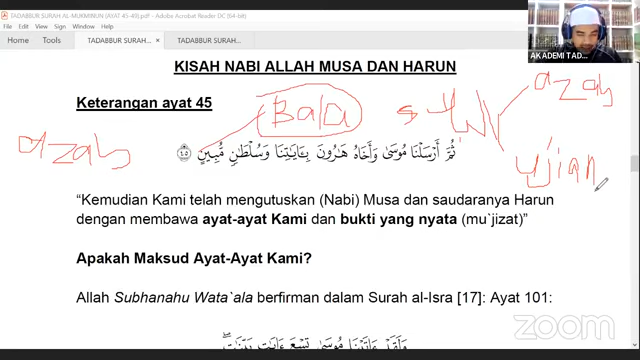 TADABBUR SURAH AL-MUKMINUN (AYAT 45-49).pdf - Adobe Acrobat Reader DC (64-bit)
File Edit View Sign Window Help
Home Tools TADABBUR SURAH... × TADABBUR SURAH...
AKADEMI TAD...
KISAH NABI ALLAH MUSA DAN HARUN
Keterangan ayat 45
Bala
azab
azab
ujian
ثُمَّ أَرْسَلْنَا مُوسَىٰ وَأَخَاهُ هَٰرُونَ بِـَٔايَٰتِنَا وَسُلْطَٰنٍ مُّبِينٍ ٤٥
“Kemudian Kami telah mengutuskan (Nabi) Musa dan saudaranya Harun
dengan membawa ayat-ayat Kami dan bukti yang nyata (mu`jizat)”
Apakah Maksud Ayat-Ayat Kami?
Allah Subhanahu Wata`ala berfirman dalam Surah al-Isra [17]: Ayat 101:
وَلَقَدْ ءَاتَيْنَا مُوسَىٰ تِسْعَ ءَايَٰتٍۭ بَيِّنَٰتٍ
zoom